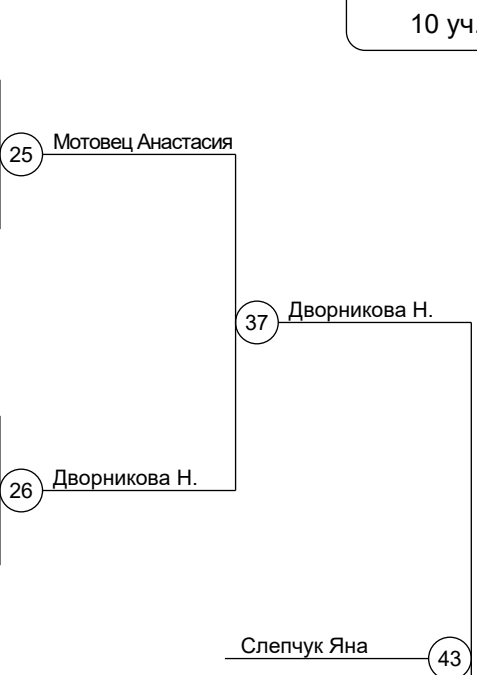 10 уч.
25
Мотовец Анастасия
37
Дворникова Н.
26
Дворникова Н.
Слепчук Яна
43